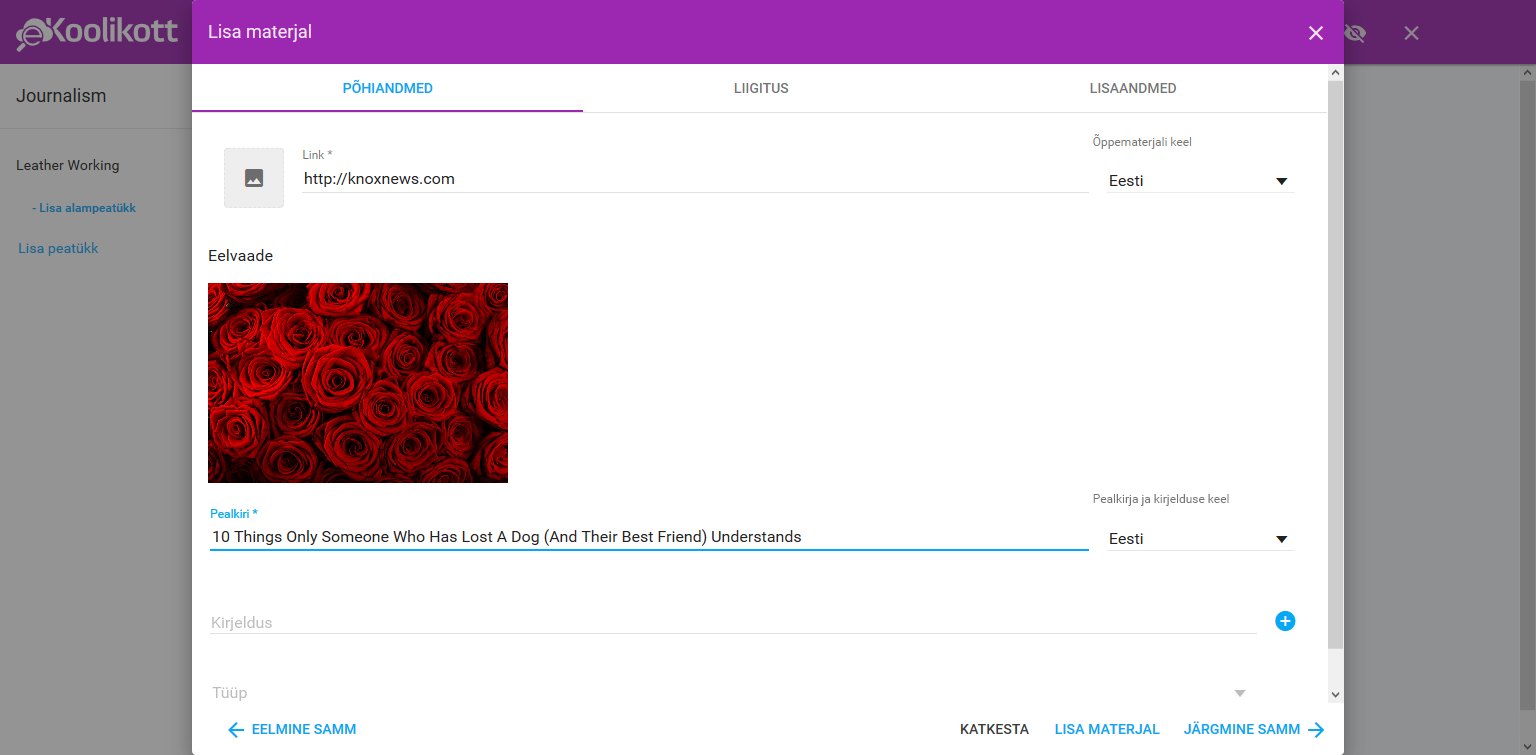 eKoolikott
Lisa materjal
Journalism
PÕHIANDMED
LIIGITUS
LISAANDMED
Leather Working
- Lisa alampeatükk
Lisa peatükk
Link *
http://knoxnews.com
Õppematerjali keel
Eesti
Eelvaade
Pealkiri *
10 Things Only Someone Who Has Lost A Dog (And Their Best Friend) Understands
Pealkirja ja kirjelduse keel
Eesti
Kirjeldus
Tüüp
EELMINE SAMM
KATKESTA
LISA MATERJAL
JÄRGMINE SAMM